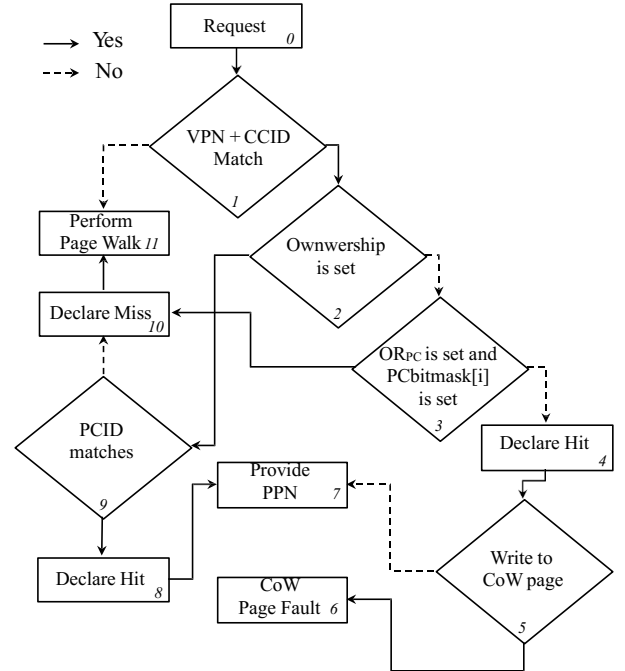 Request
0
Yes
No
VPN + CCID
Match
1
Perform
Page Walk 11
Ownwership
is set
2
Declare Miss
10
ORPC is set and
PCbitmask[i]
is set
3
PCID
matches
9
Declare Hit
4
Provide
PPN 7
Write to
CoW page
5
Declare Hit
8
CoW
Page Fault 6